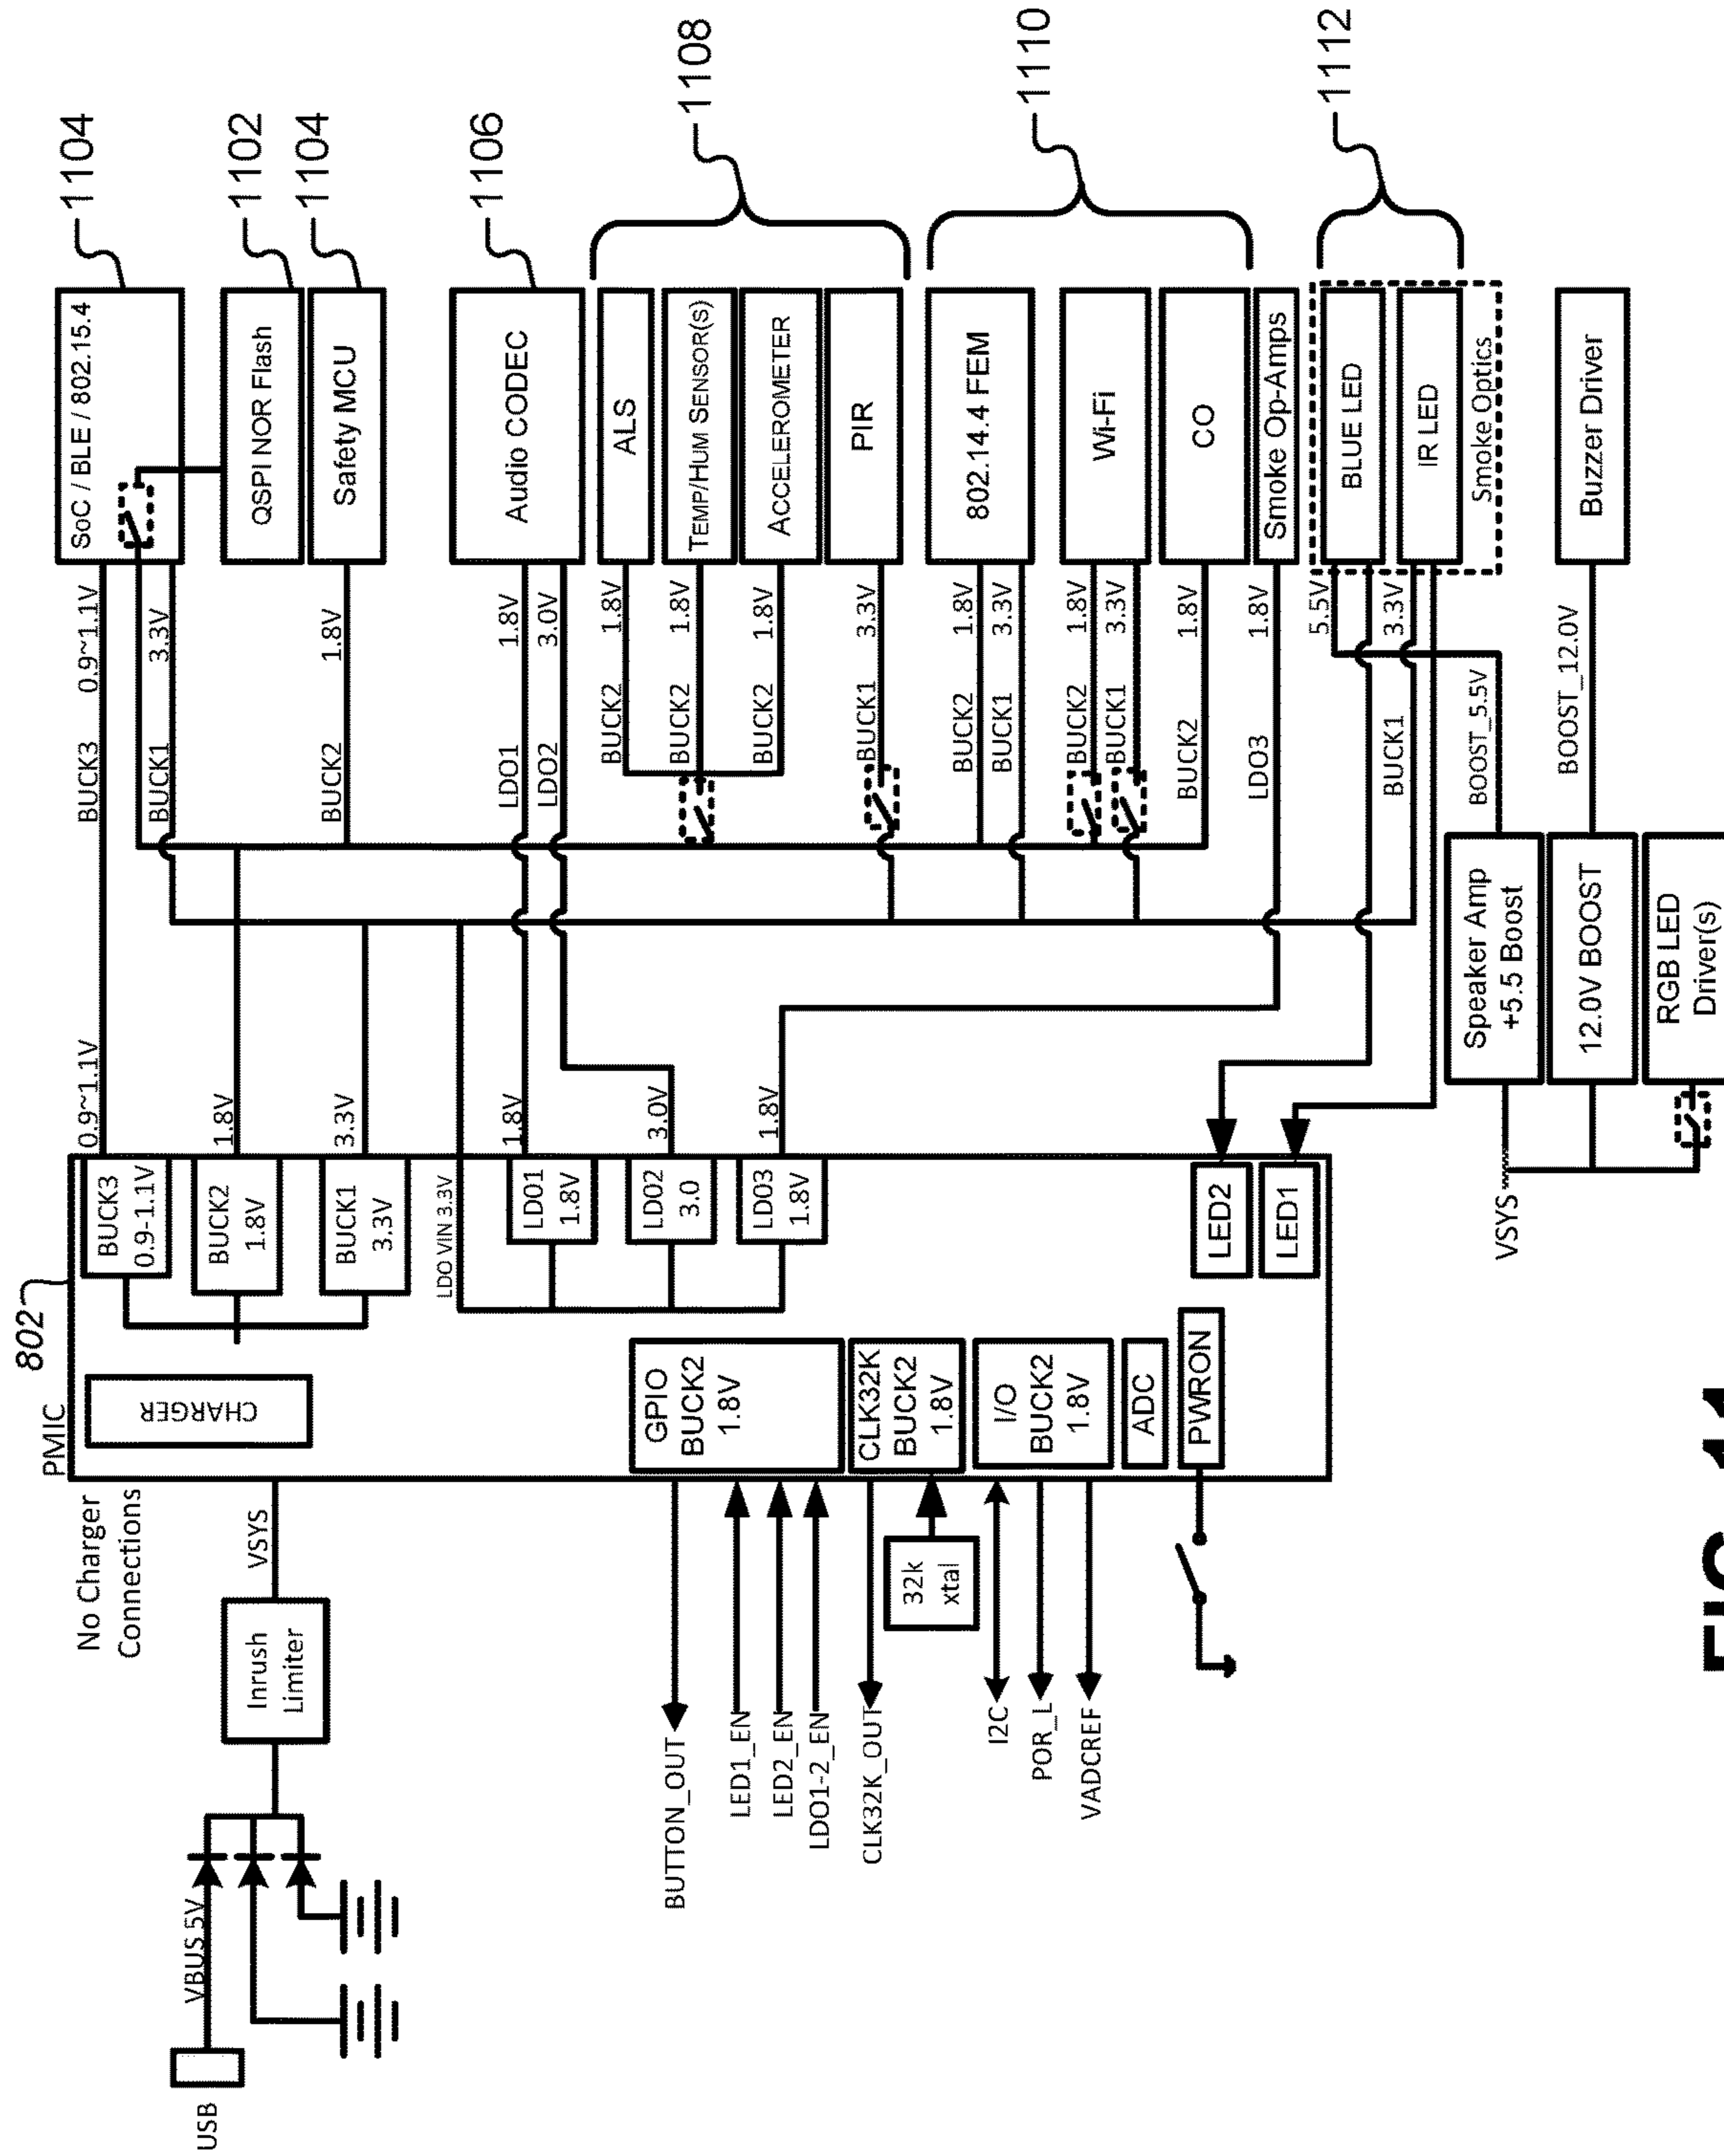 USB
VBUS 5V
Inrush
Limiter
VSYS
No Charger
Connections
PMIC
802
CHARGER
BUCK3
0.9-1.1V
BUCK2
1.8V
BUCK1
3.3V
LDO VIN 3.3V
LDO1
1.8V
LDO2
3.0
LDO3
1.8V
GPIO
BUCK2
1.8V
CLK32K
BUCK2
1.8V
I/O
BUCK2
1.8V
ADC
PWRON
LED2
LED1
BUTTON_OUT
LED1_EN
LED2_EN
LDO1-2_EN
CLK32K_OUT
32k
xtal
I2C
POR_L
VADCREF
0.9~1.1V
1.8V
3.3V
1.8V
3.0V
1.8V
BUCK3 0.9~1.1V
BUCK1 3.3V
SoC / BLE / 802.15.4
1104
QSPI NOR Flash
1102
BUCK2 1.8V
Safety MCU
1104
LDO1 1.8V
LDO2 3.0V
Audio CODEC
1106
BUCK2 1.8V
ALS
BUCK2 1.8V
TEMP/HUM SENSOR(S)
BUCK2 1.8V
ACCELEROMETER
BUCK1 3.3V
PIR
1108
BUCK2 1.8V
BUCK1 3.3V
802.14.4 FEM
BUCK2 1.8V
BUCK1 3.3V
Wi-Fi
BUCK2 1.8V
CO
1110
LDO3 1.8V
Smoke Op-Amps
5.5V
BLUE LED
BUCK1 3.3V
IR LED
Smoke Optics
1112
VSYS
Speaker Amp
+5.5 Boost
BOOST_5.5V
12.0V BOOST
BOOST_12.0V
Buzzer Driver
RGB LED
Driver(s)
FIG. 11